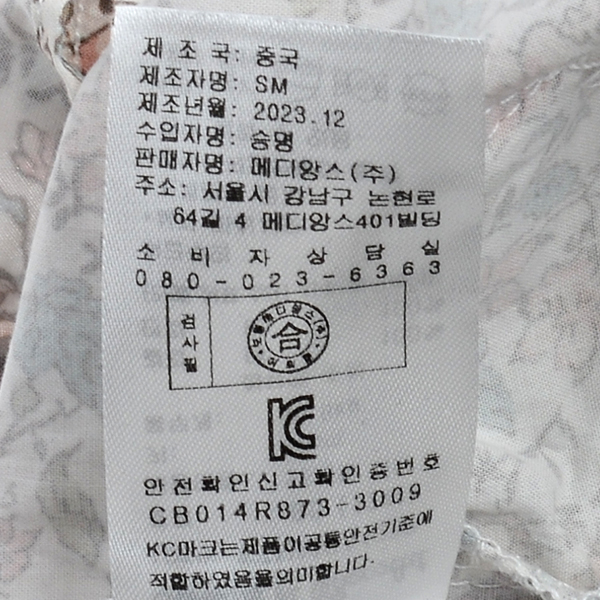 제 조 국: 중국
제조자명: SM
제조년월: 2023.12
수입자명: 승명
판매자명: 메디앙스(주)
주소: 서울시 강남구 논현로
64길 4 메디앙스401빌딩
소 비 자 상 담 실
080-023-6363
검사필
合
KC
안전확인신고확인증번호
CB014R873-3009
KC마크는제품이공통안전기준에
적합하였음을의미합니다.